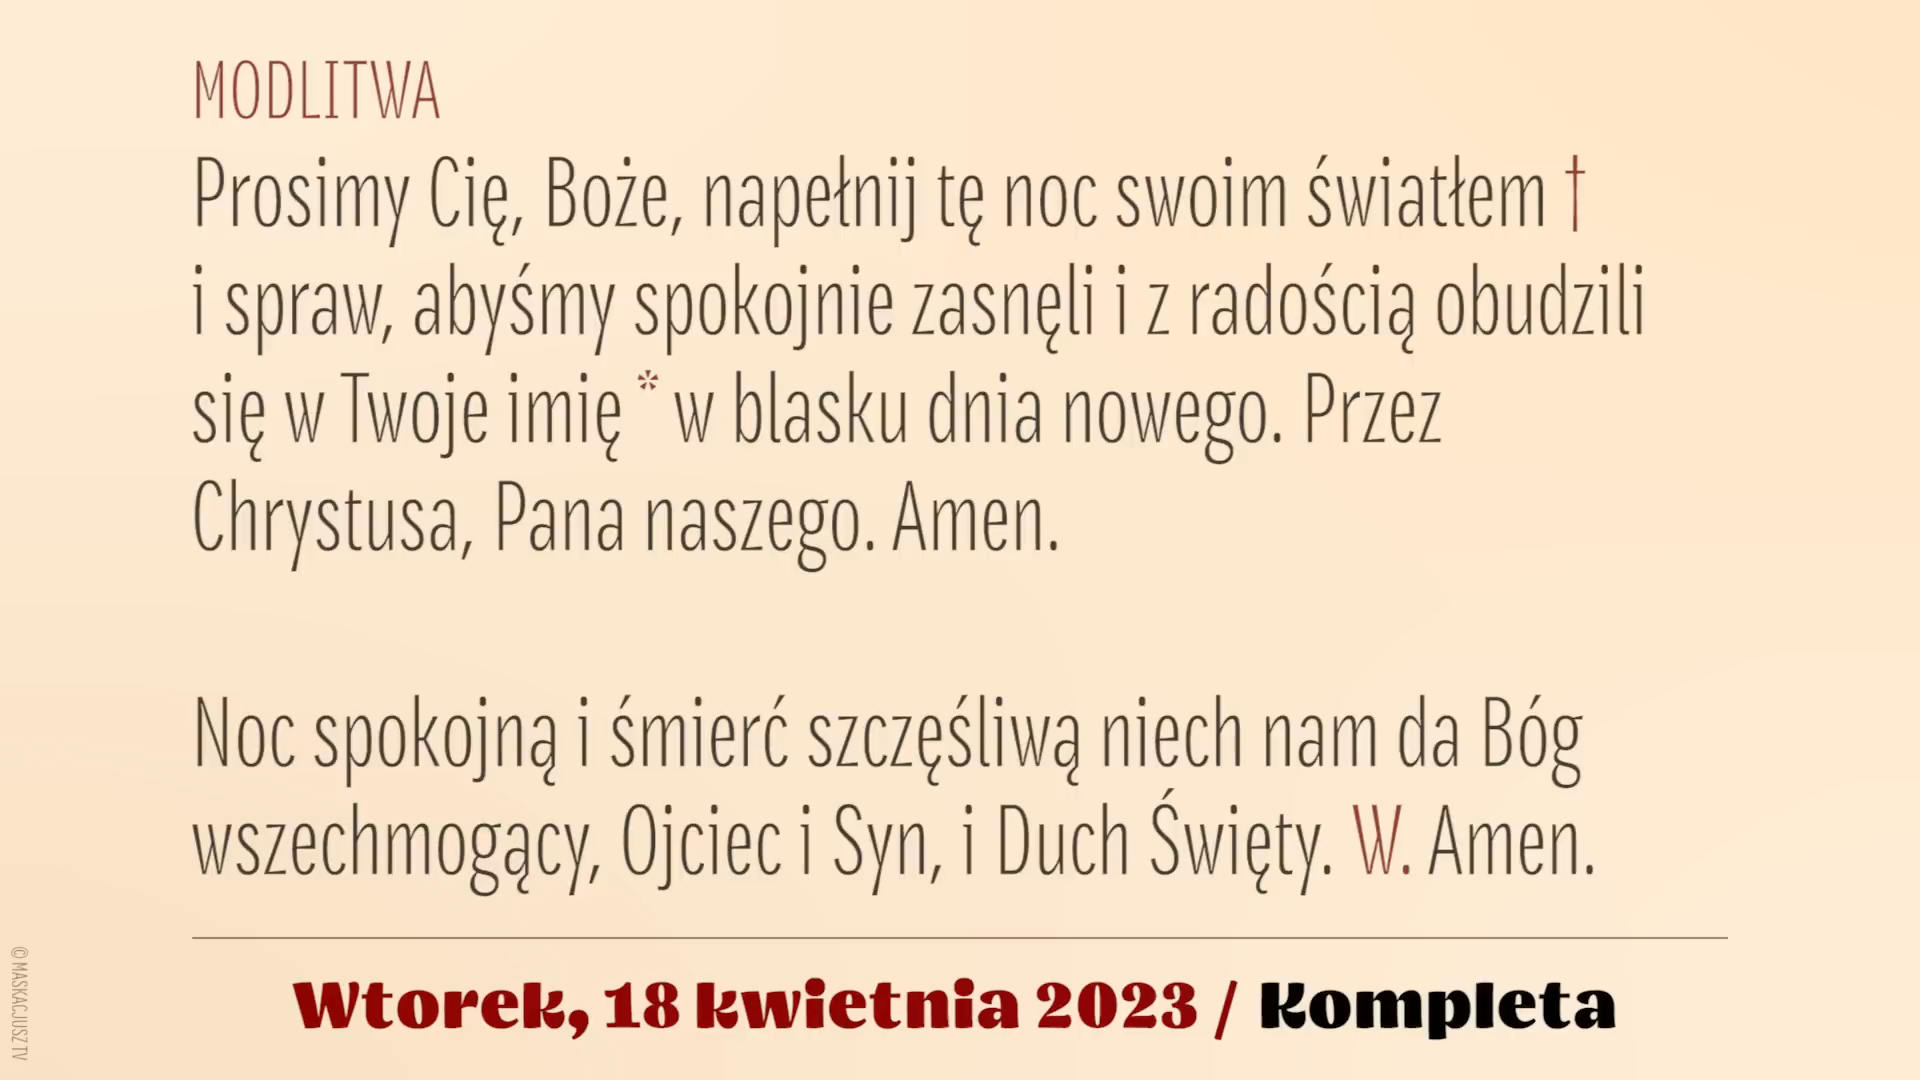 MODLITWA
Prosimy Cię, Boże, napełnij tę noc swoim światłem †
i spraw, abyśmy spokojnie zasnęli i z radością obudzili
się w Twoje imię * w blasku dnia nowego. Przez
Chrystusa, Pana naszego. Amen.
Noc spokojną i śmierć szczęśliwą niech nam da Bóg
wszechmogący, Ojciec i Syn, i Duch Święty. W. Amen.
Wtorek, 18 kwietnia 2023 / Kompleta
© MASKACJUSZ TV